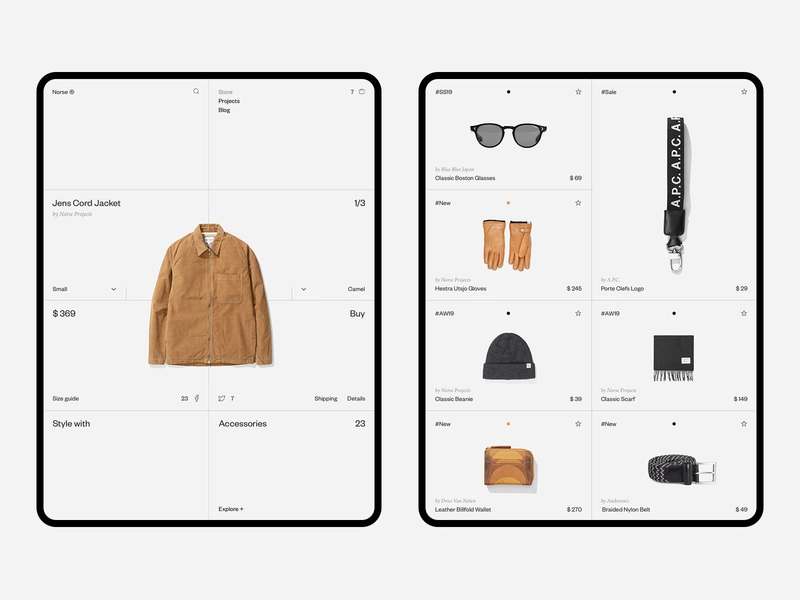 Norse ®
Store
7
Projects
Blog
Jens Cord Jacket
1/3
by Norse Projects
Small
Camel
$ 369
Buy
Size guide
23
7
Shipping
Details
Style with
Accessories
23
Explore +
#SS19
by Blue Blue Japan
Classic Boston Glasses
$ 69
#Sale
A.P.C. A.P.C. A.P.
by A.P.C.
Porte Clefs Logo
$ 29
#New
by Norse Projects
Hestra Utsjo Gloves
$ 245
#AW19
by Norse Projects
Classic Beanie
$ 39
#AW19
by Norse Projects
Classic Scarf
$ 149
#New
by Dries Van Noten
Leather Billfold Wallet
$ 270
#New
by Anderson's
Braided Nylon Belt
$ 49